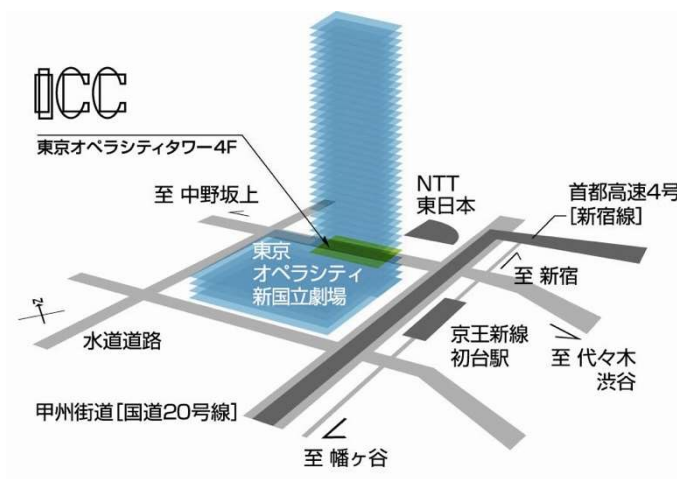 ICC
東京オペラシティタワー4F
至 中野坂上
NTT
東日本
首都高速4号
[新宿線]
東京
オペラシティ
新国立劇場
至 新宿
N
水道道路
京王新線
初台駅
至 代々木
渋谷
甲州街道[国道20号線]
至 幡ヶ谷